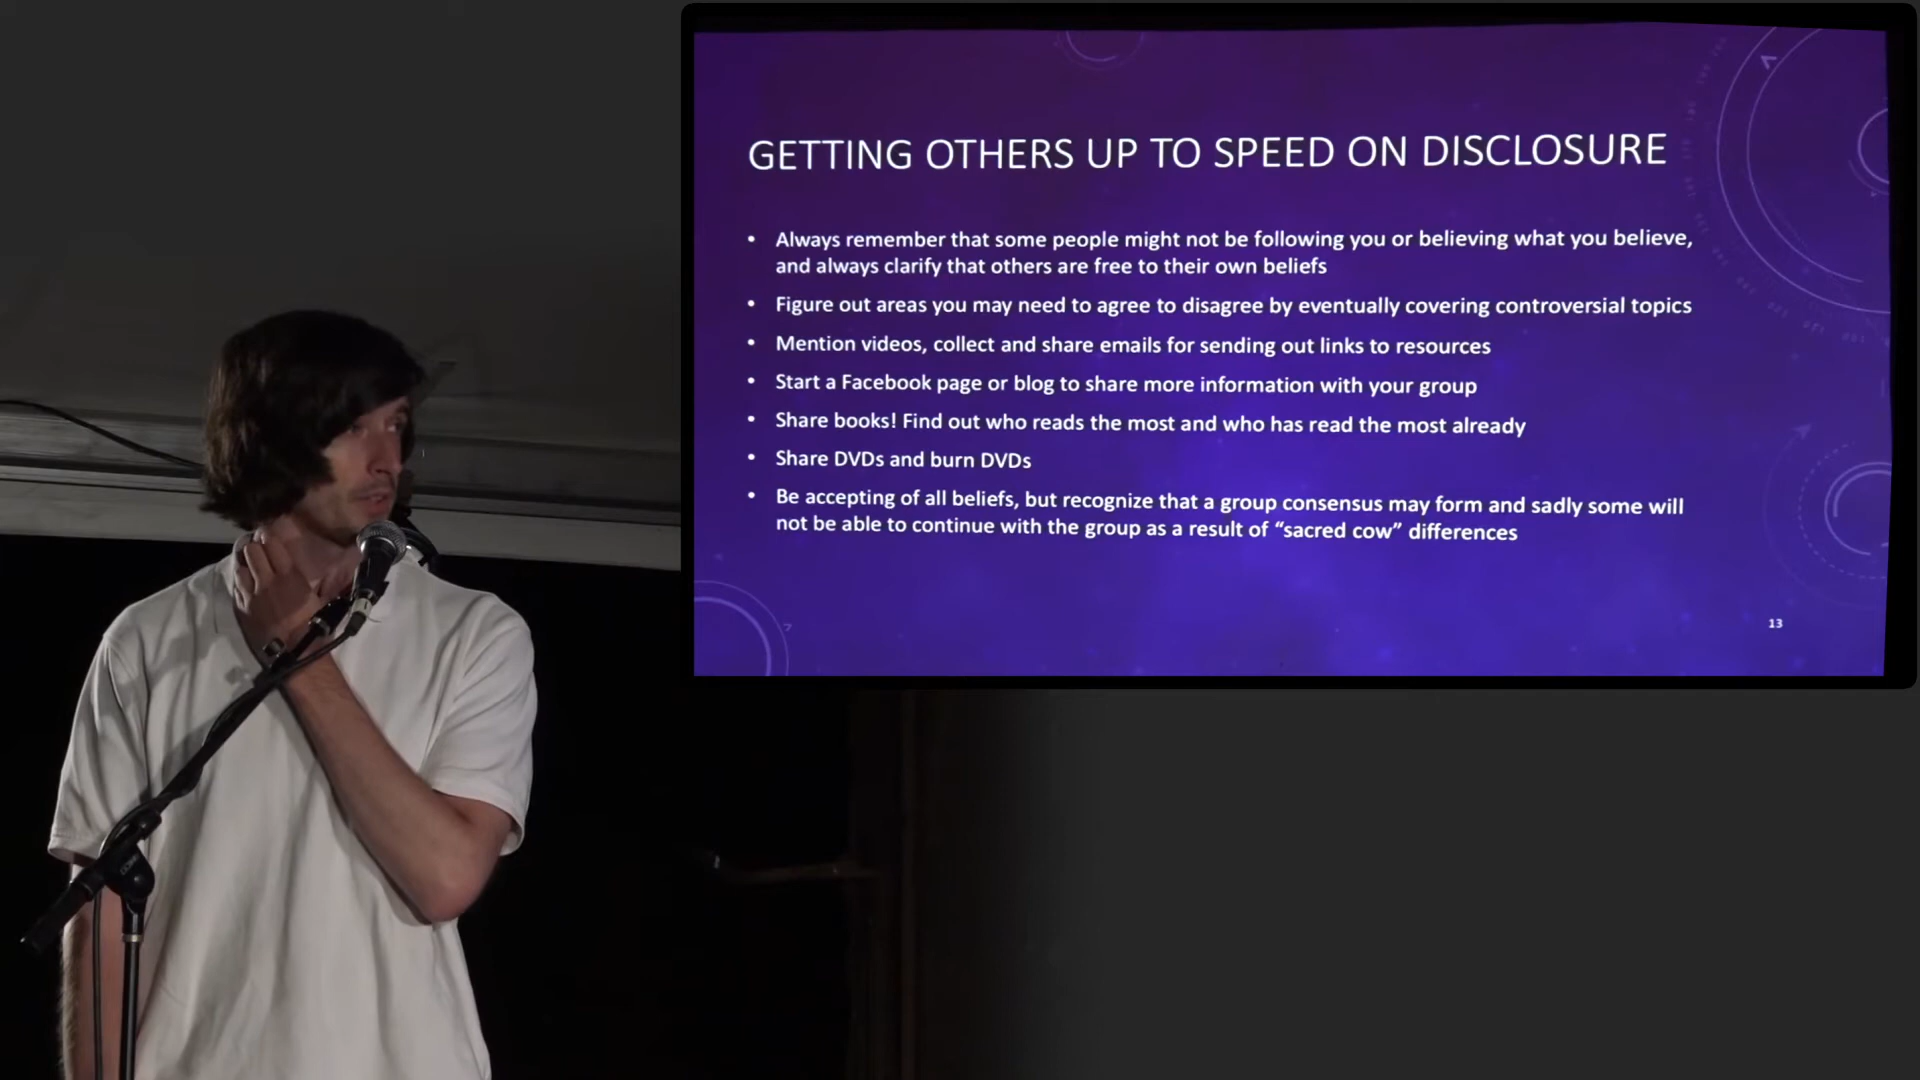 GETTING OTHERS UP TO SPEED ON DISCLOSURE
• Always remember that some people might not be following you or believing what you believe,
and always clarify that others are free to their own beliefs
• Figure out areas you may need to agree to disagree by eventually covering controversial topics
• Mention videos, collect and share emails for sending out links to resources
• Start a Facebook page or blog to share more information with your group
• Share books! Find out who reads the most and who has read the most already
• Share DVDs and burn DVDs
• Be accepting of all beliefs, but recognize that a group consensus may form and sadly some will
not be able to continue with the group as a result of “sacred cow” differences
13